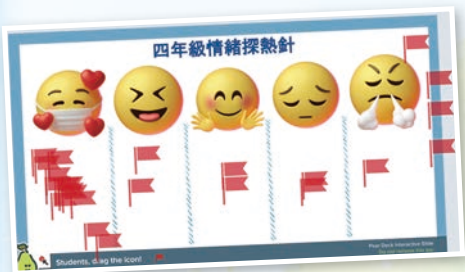 四年級情緒探熱針
Students, drag the icon!
Pear Deck Interactive Slide